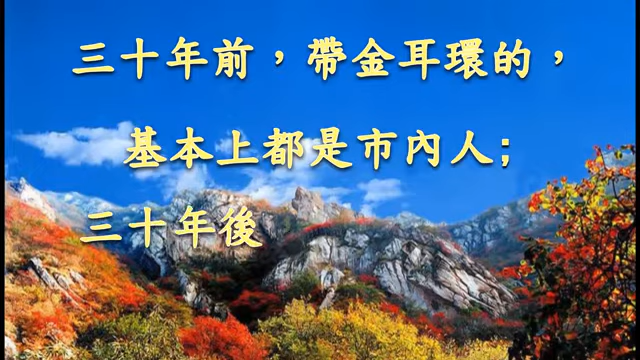 三十年前，帶金耳環的，
基本上都是市內人;
三十年後